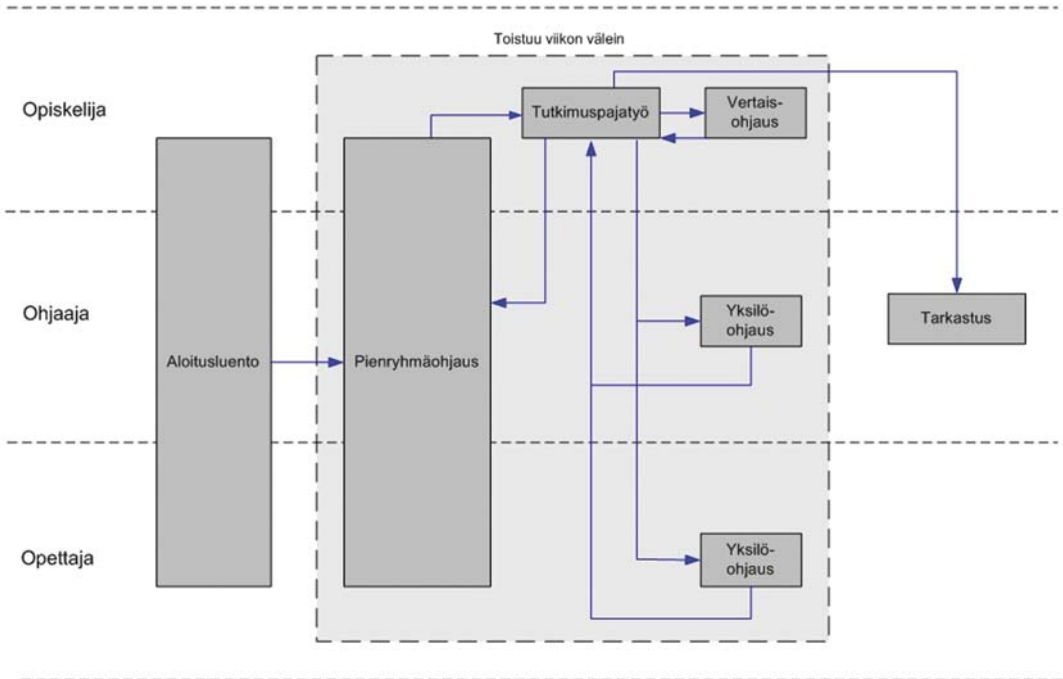 Toistuu viikon välein
Opiskelija
Tutkimuspajatyö
Vertais-
ohjaus
Ohjaaja
Aloitusluento
Pienryhmäohjaus
Yksilö-
ohjaus
Tarkastus
Opettaja
Yksilö-
ohjaus